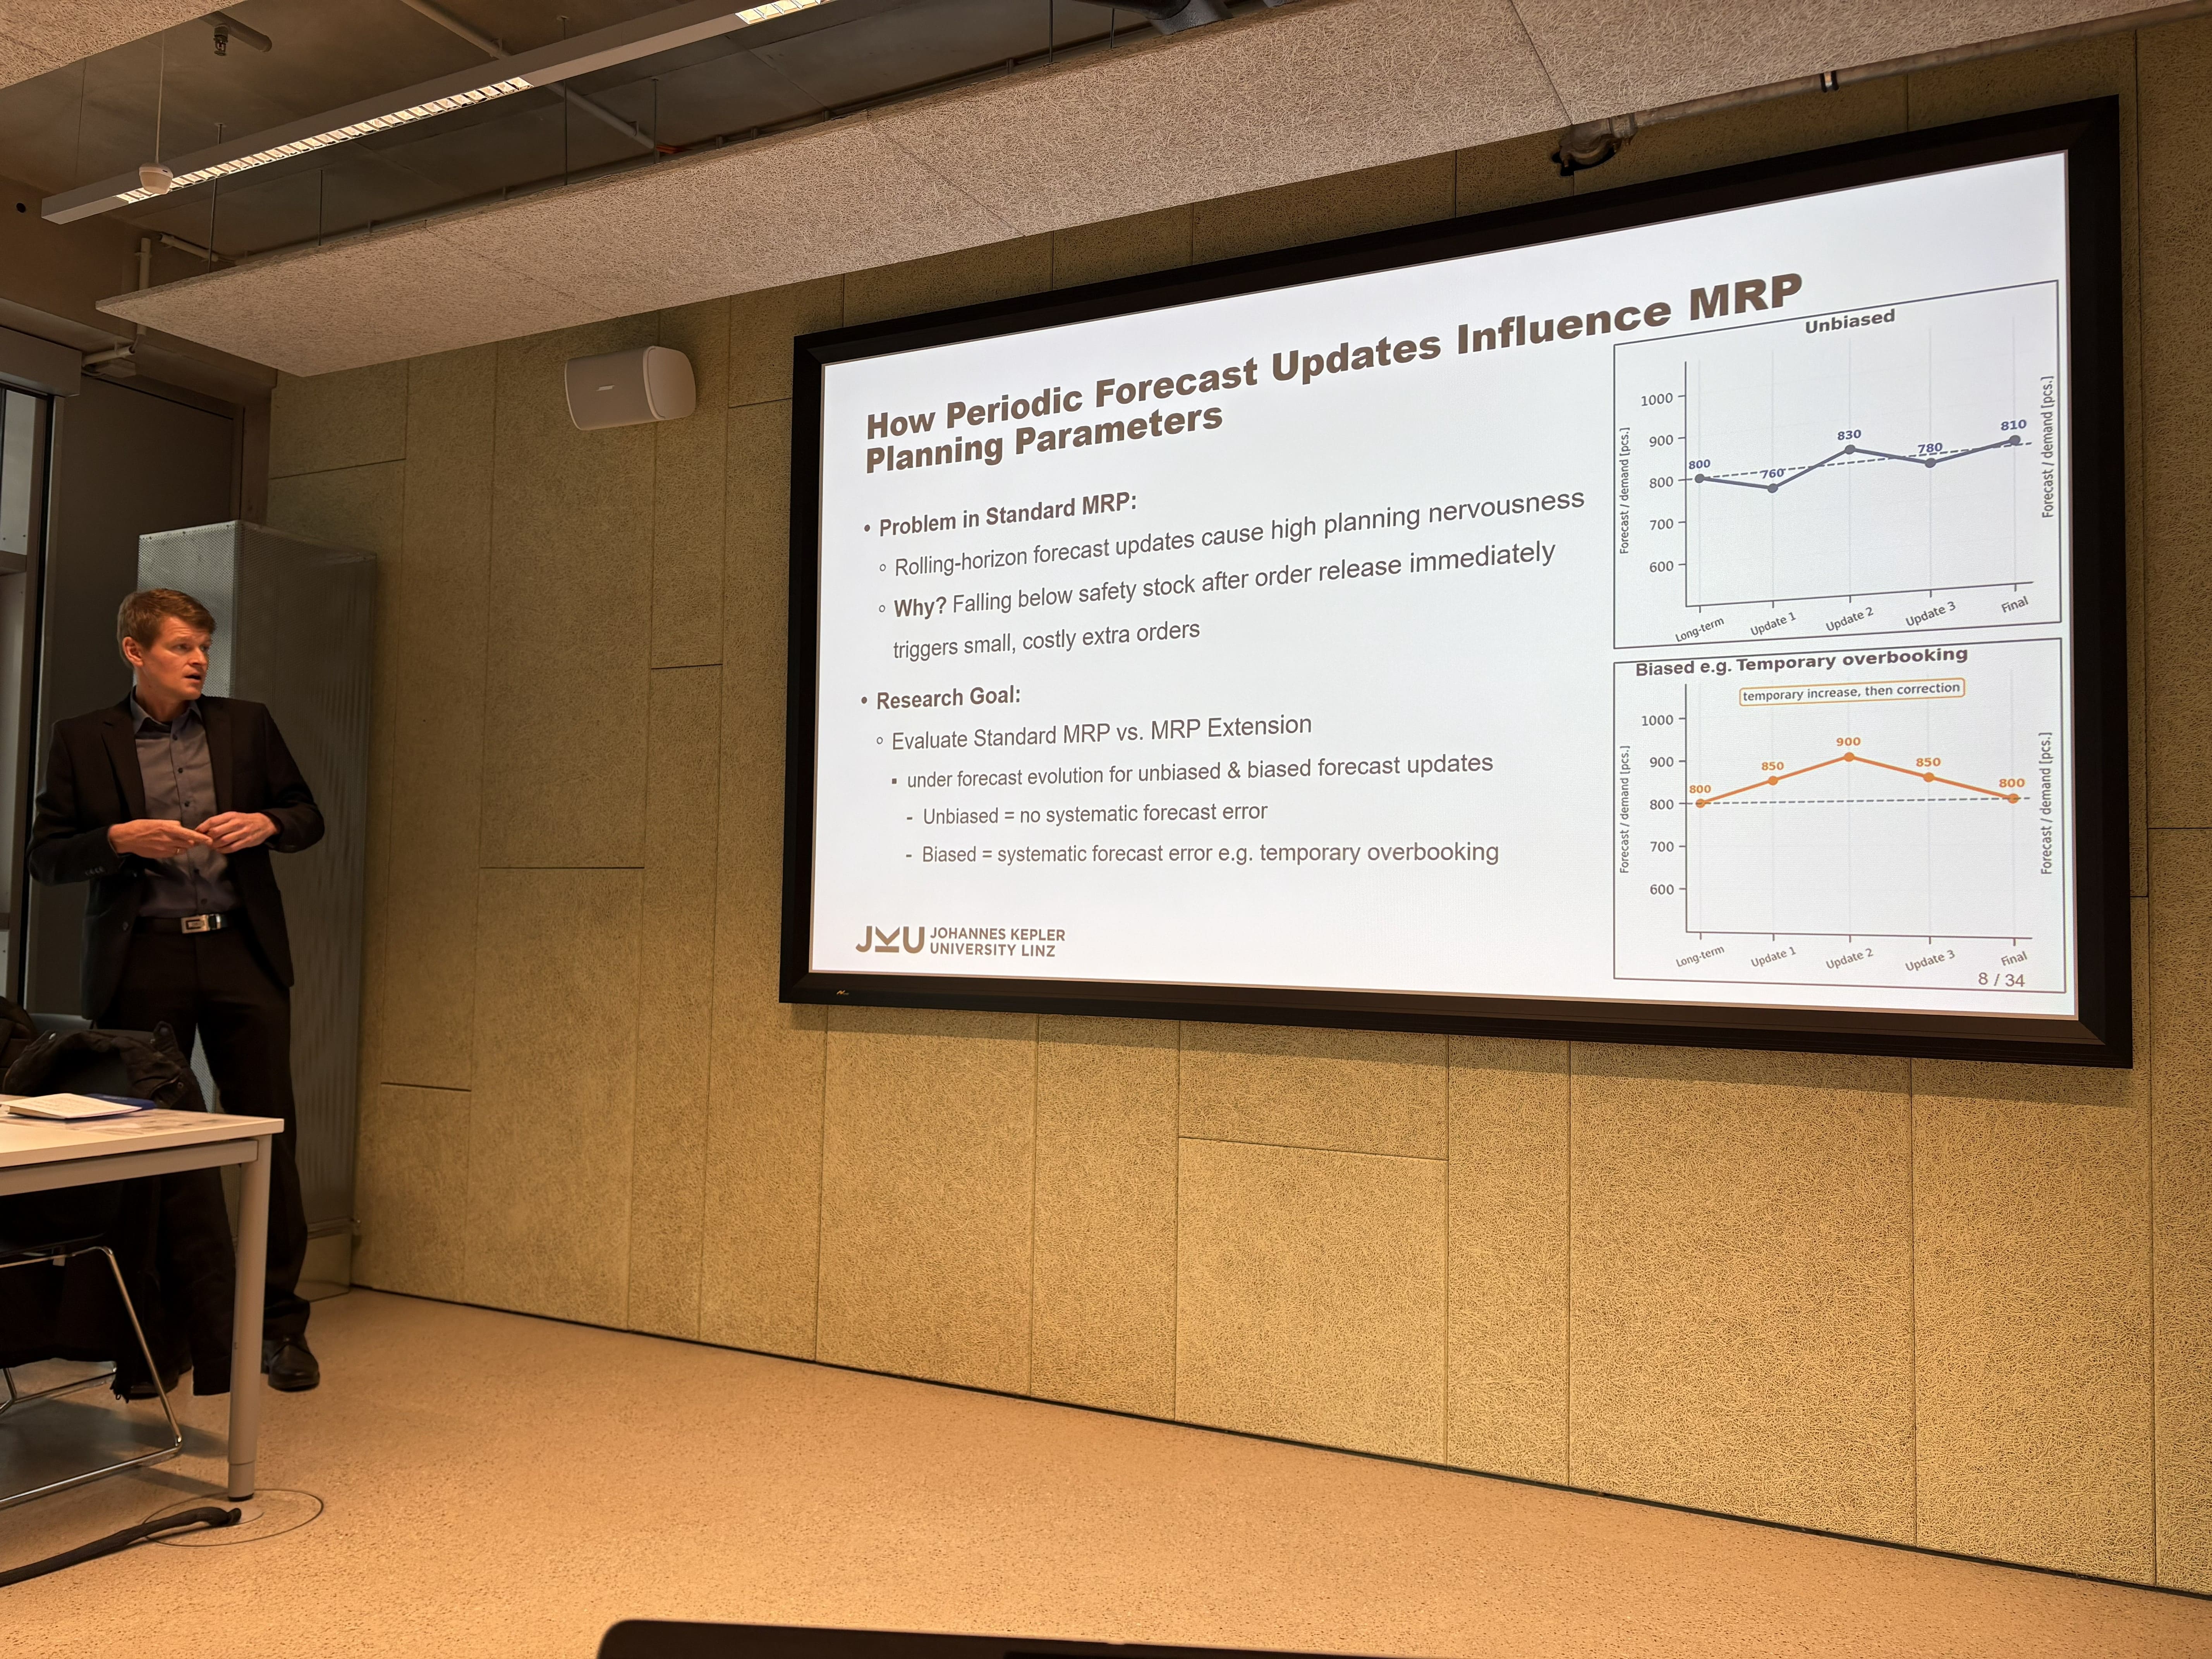 How Periodic Forecast Updates Influence MRP
Planning Parameters
• Problem in Standard MRP:
◦ Rolling-horizon forecast updates cause high planning nervousness
◦ Why? Falling below safety stock after order release immediately
triggers small, costly extra orders
• Research Goal:
◦ Evaluate Standard MRP vs. MRP Extension
▪ under forecast evolution for unbiased & biased forecast updates
- Unbiased = no systematic forecast error
- Biased = systematic forecast error e.g. temporary overbooking
JKU JOHANNES KEPLER
UNIVERSITY LINZ
Unbiased
Forecast / demand [pcs.]
1000
900
800
700
600
800
760
830
780
810
Long-term
Update 1
Update 2
Update 3
Final
Forecast / demand [pcs.]
Biased e.g. Temporary overbooking
temporary increase, then correction
Forecast / demand [pcs.]
1000
900
800
700
600
800
850
900
850
800
Long-term
Update 1
Update 2
Update 3
Final
Forecast / demand [pcs.]
8 / 34